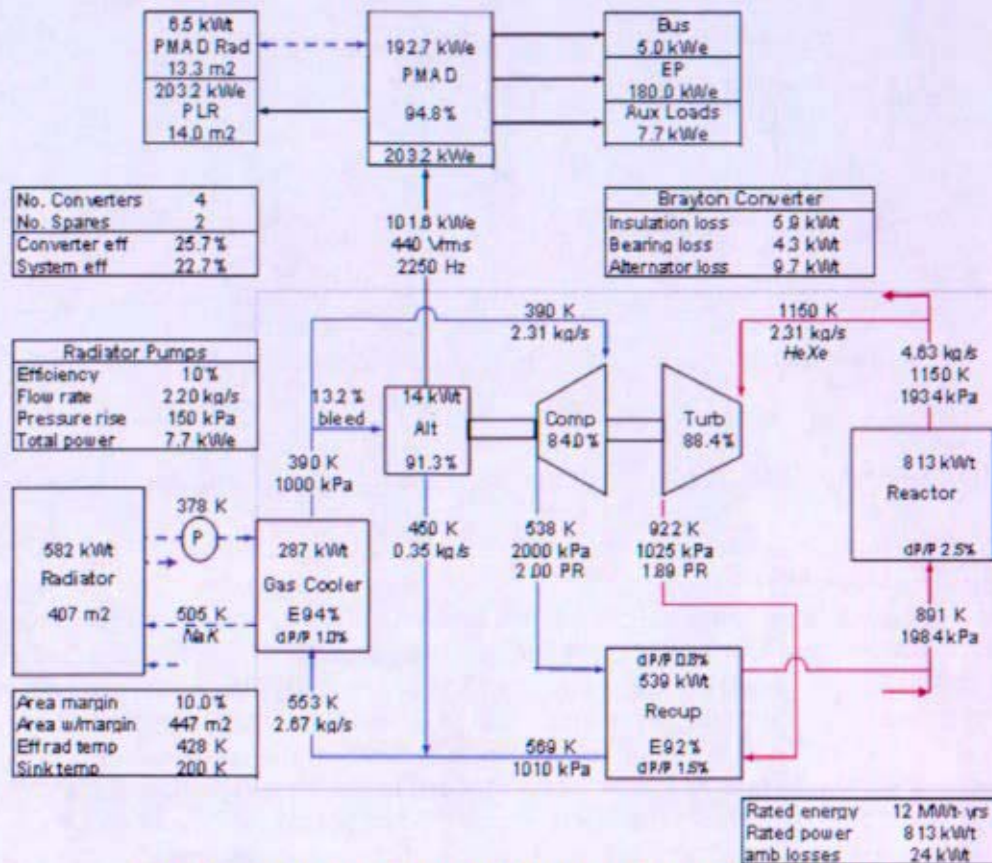 6.5 kWt
PMAD Rad
13.3 m2
203.2 kWe
PLR
14.0 m2
192.7 kWe
PMAD
94.8%
203.2 kWe
Bus
5.0 kWe
EP
180.0 kWe
Aux Loads
7.7 kWe
No. Converters 4
No. Spares 2
Converter eff 25.7%
System eff 22.7%
101.6 kWe
440 Vrms
2250 Hz
Brayton Converter
Insulation loss 5.9 kWt
Bearing loss 4.3 kWt
Alternator loss 9.7 kWt
Radiator Pumps
Efficiency 10%
Flow rate 2.20 kg/s
Pressure rise 150 kPa
Total power 7.7 kWe
390 K
2.31 kg/s
1150 K
2.31 kg/s
HeXe
4.63 kg/s
1150 K
1934 kPa
13.2%
bleed
14 kWt
Alt
91.3%
Comp
84.0%
Turb
88.4%
813 kWt
Reactor
dP/P 2.5%
390 K
1000 kPa
378 K
P
582 kWt
Radiator
407 m2
287 kWt
Gas Cooler
E94%
dP/P 1.0%
505 K
NaK
450 K
0.35 kg/s
538 K
2000 kPa
2.00 PR
922 K
1025 kPa
1.89 PR
891 K
1984 kPa
dP/P 0.8%
539 kWt
Recup
E92%
dP/P 1.5%
553 K
2.67 kg/s
569 K
1010 kPa
Area margin 10.0%
Area w/margin 447 m2
Eff rad temp 428 K
Sink temp 200 K
Rated energy 12 MWt-yrs
Rated power 813 kWt
amb losses 24 kWt